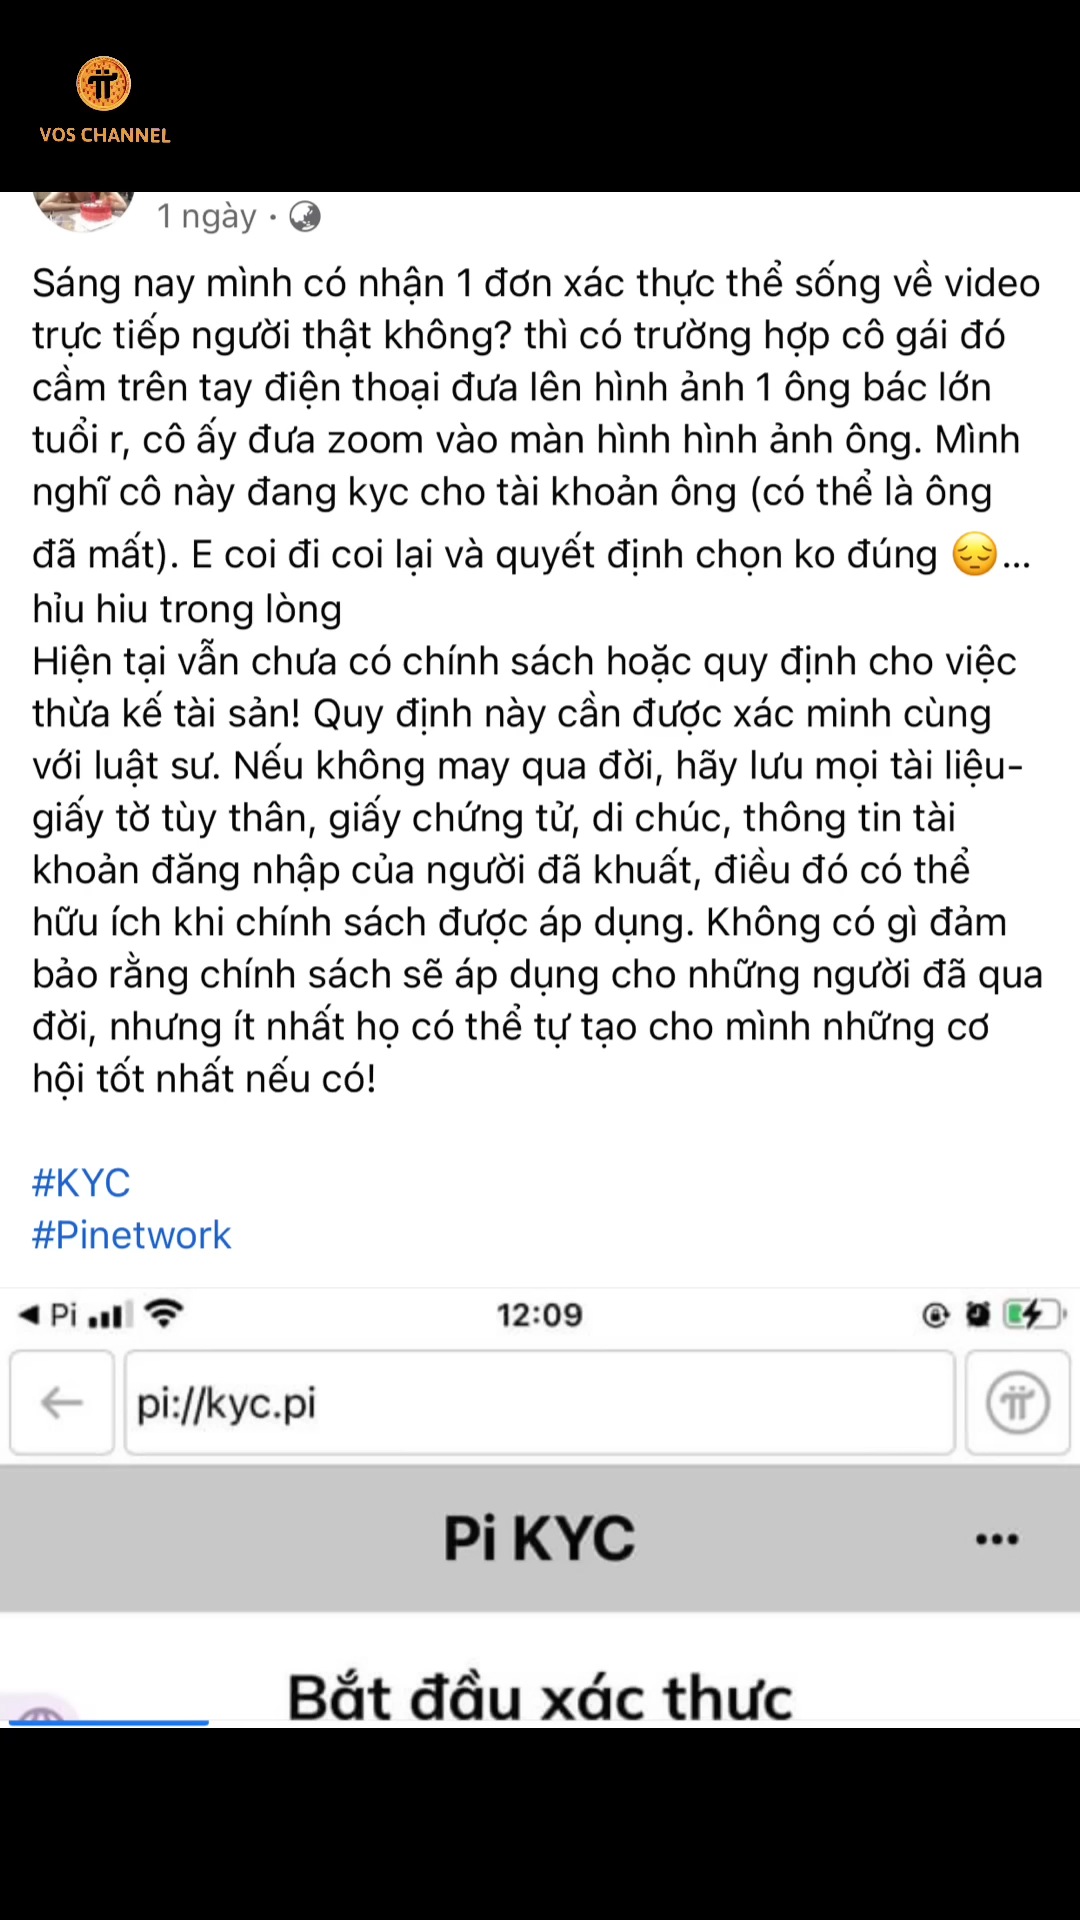 VOS CHANNEL
1 ngày ·
Sáng nay mình có nhận 1 đơn xác thực thể sống về video
trực tiếp người thật không? thì có trường hợp cô gái đó
cầm trên tay điện thoại đưa lên hình ảnh 1 ông bác lớn
tuổi r, cô ấy đưa zoom vào màn hình hình ảnh ông. Mình
nghĩ cô này đang kyc cho tài khoản ông (có thể là ông
đã mất). E coi đi coi lại và quyết định chọn ko đúng 😔...
hỉu hiu trong lòng
Hiện tại vẫn chưa có chính sách hoặc quy định cho việc
thừa kế tài sản! Quy định này cần được xác minh cùng
với luật sư. Nếu không may qua đời, hãy lưu mọi tài liệu-
giấy tờ tùy thân, giấy chứng tử, di chúc, thông tin tài
khoản đăng nhập của người đã khuất, điều đó có thể
hữu ích khi chính sách được áp dụng. Không có gì đảm
bảo rằng chính sách sẽ áp dụng cho những người đã qua
đời, nhưng ít nhất họ có thể tự tạo cho mình những cơ
hội tốt nhất nếu có!
#KYC
#Pinetwork
Pi 12:09
pi://kyc.pi
Pi KYC
Bắt đầu xác thực